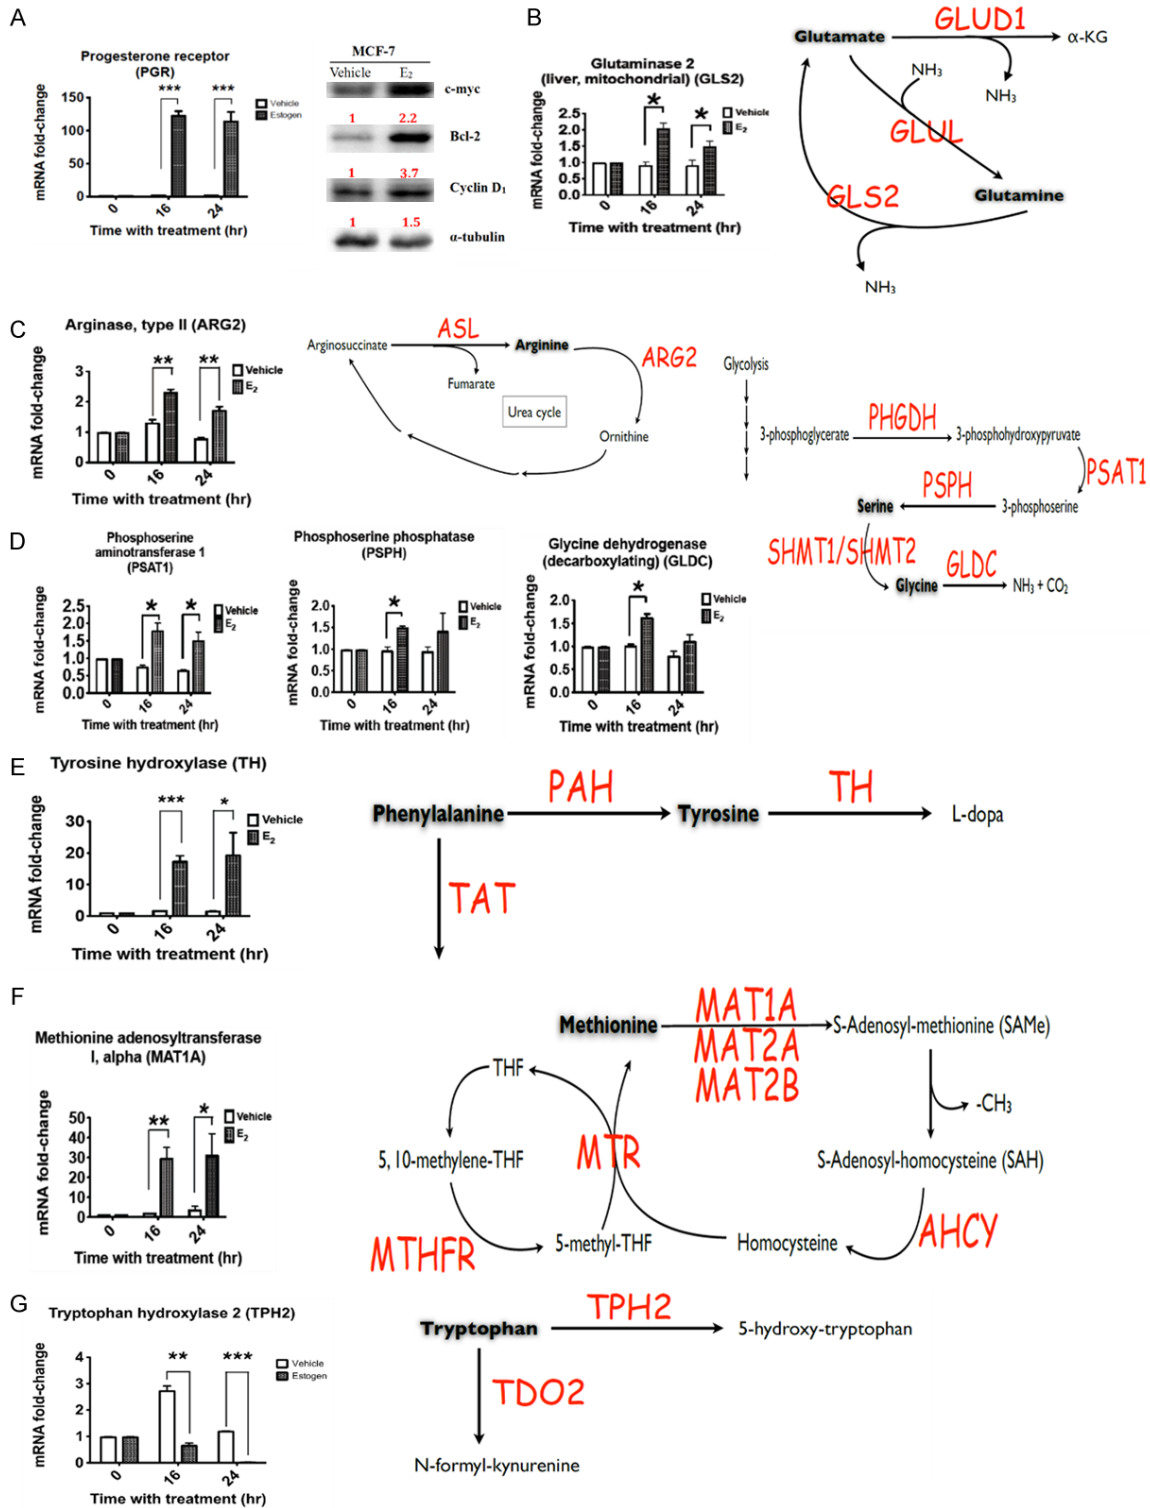 A
Progesterone receptor
(PGR)
mRNA fold-change
150
100
50
0
***
***
Vehicle
Estogen
0
16
24
Time with treatment (hr)
MCF-7
Vehicle
E2
c-myc
1
2.2
Bcl-2
1
3.7
Cyclin D1
1
1.5
α-tubulin
B
Glutaminase 2
(liver, mitochondrial) (GLS2)
mRNA fold-change
2.5
2.0
1.5
1.0
0.5
0.0
*
*
Vehicle
E2
0
16
24
Time with treatment (hr)
Glutamate
GLUD1
α-KG
NH3
NH3
GLUL
Glutamine
GLS2
NH3
C
Arginase, type II (ARG2)
mRNA fold-change
3
2
1
0
**
**
Vehicle
E2
0
16
24
Time with treatment (hr)
Arginosuccinate
ASL
Arginine
ARG2
Fumarate
Urea cycle
Ornithine
Glycolysis
3-phosphoglycerate
PHGDH
3-phosphohydroxypyruvate
PSAT1
3-phosphoserine
PSPH
Serine
SHMT1/SHMT2
Glycine
GLDC
NH3 + CO2
D
Phosphoserine
aminotransferase 1
(PSAT1)
mRNA fold-change
2.5
2.0
1.5
1.0
0.5
0.0
*
*
Vehicle
E2
0
16
24
Time with treatment (hr)
Phosphoserine phosphatase
(PSPH)
mRNA fold-change
2.0
1.5
1.0
0.5
0.0
*
Vehicle
E2
0
16
24
Time with treatment (hr)
Glycine dehydrogenase
(decarboxylating) (GLDC)
mRNA fold-change
2.0
1.5
1.0
0.5
0.0
*
Vehicle
E2
0
16
24
Time with treatment (hr)
E
Tyrosine hydroxylase (TH)
mRNA fold-change
30
20
10
0
***
*
Vehicle
E2
0
16
24
Time with treatment (hr)
Phenylalanine
PAH
Tyrosine
TH
L-dopa
TAT
F
Methionine adenosyltransferase
I, alpha (MAT1A)
mRNA fold-change
50
40
30
20
10
0
**
*
Vehicle
E2
0
16
24
Time with treatment (hr)
Methionine
MAT1A
MAT2A
MAT2B
S-Adenosyl-methionine (SAMe)
-CH3
S-Adenosyl-homocysteine (SAH)
AHCY
Homocysteine
MTR
THF
5, 10-methylene-THF
MTHFR
5-methyl-THF
G
Tryptophan hydroxylase 2 (TPH2)
mRNA fold-change
4
3
2
1
0
**
***
Vehicle
Estogen
0
16
24
Time with treatment (hr)
Tryptophan
TPH2
5-hydroxy-tryptophan
TDO2
N-formyl-kynurenine